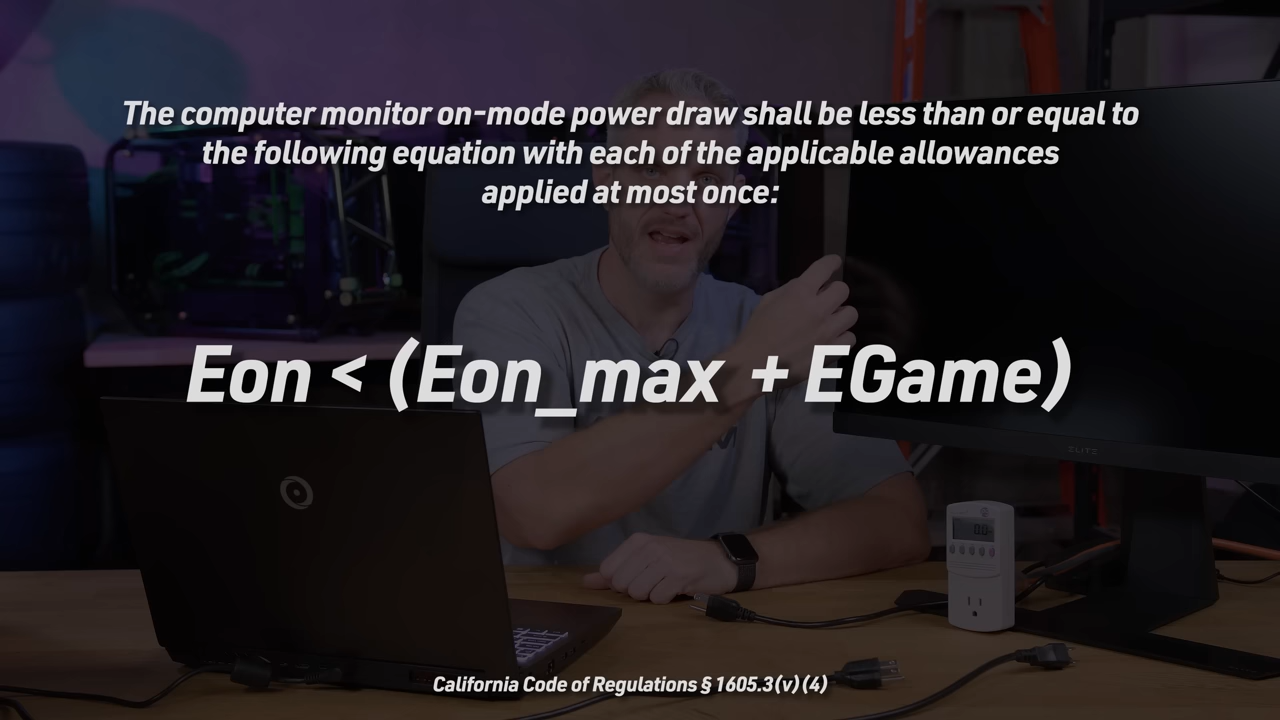 The computer monitor on-mode power draw shall be less than or equal to
the following equation with each of the applicable allowances
applied at most once:
Eon < (Eon_max + EGame)
ELITE
California Code of Regulations § 1605.3(v)(4)